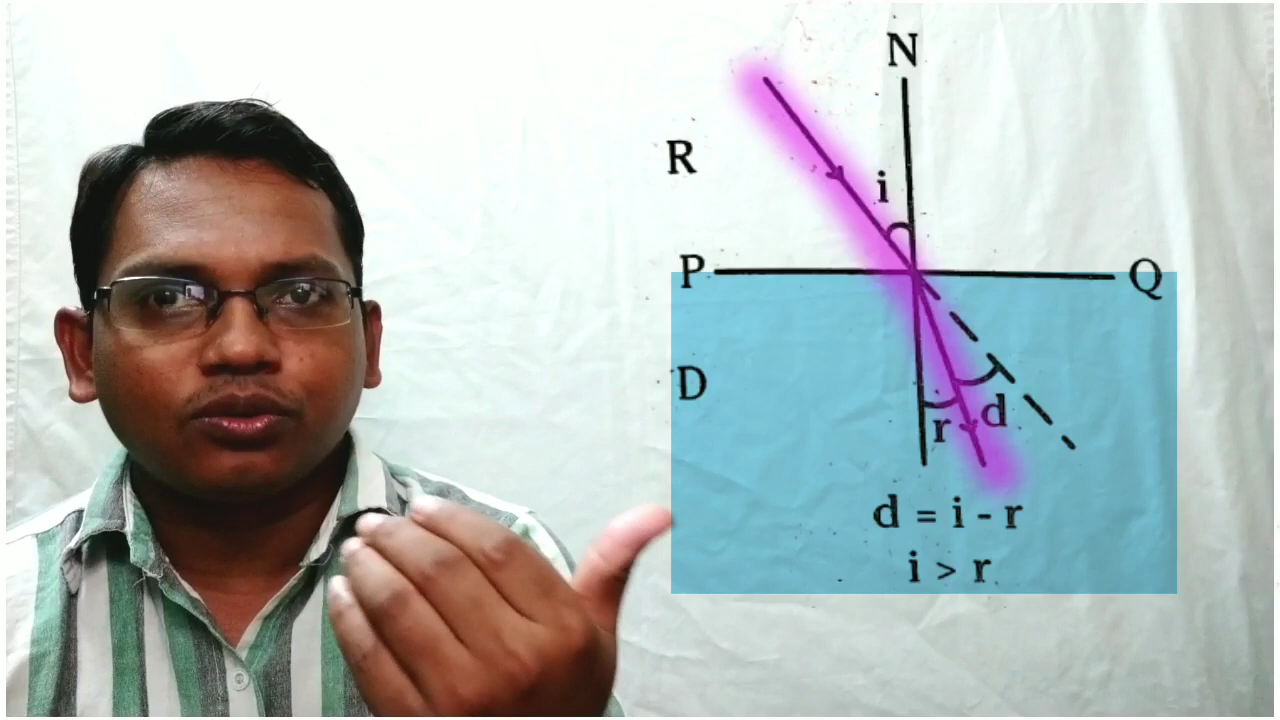 N
R
i
P Q
D
r d
d = i - r
i > r